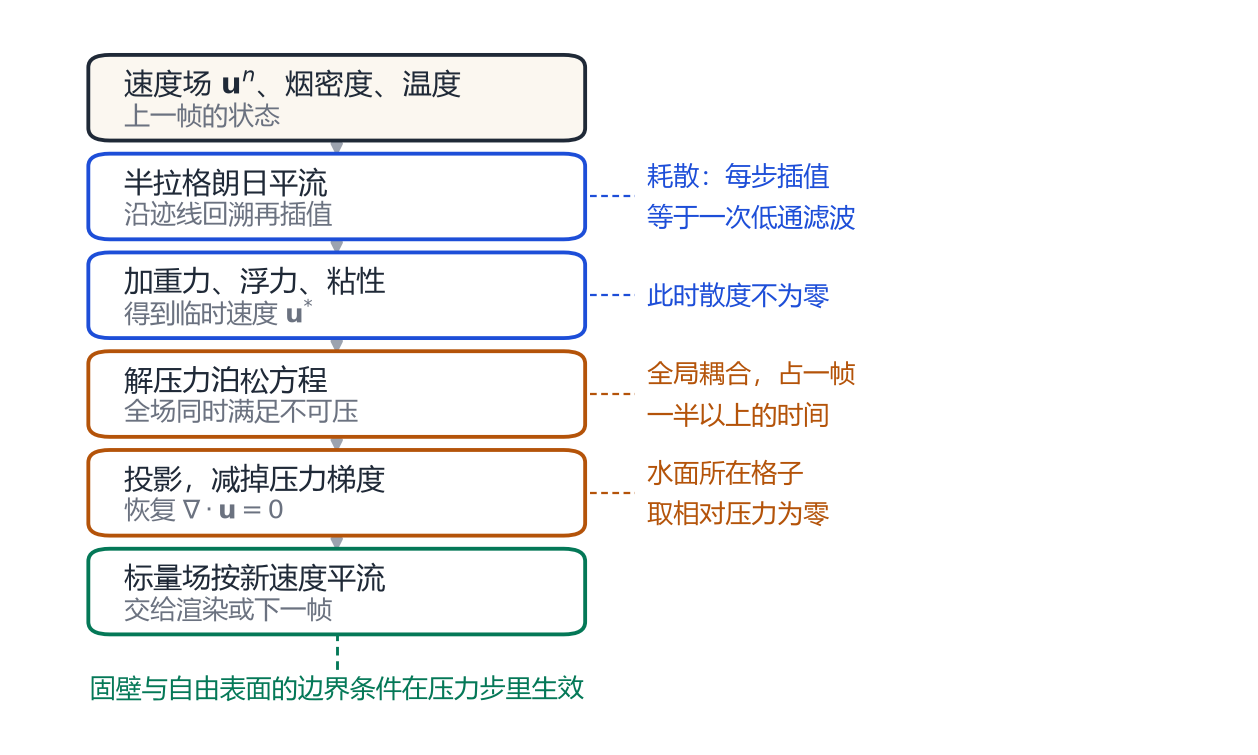 速度场 uⁿ、烟密度、温度
上一帧的状态
半拉格朗日平流
沿迹线回溯再插值
耗散：每步插值
等于一次低通滤波
加重力、浮力、粘性
得到临时速度 u*
此时散度不为零
解压力泊松方程
全场同时满足不可压
全局耦合，占一帧
一半以上的时间
投影，减掉压力梯度
恢复 ∇ · u = 0
水面所在格子
取相对压力为零
标量场按新速度平流
交给渲染或下一帧
固壁与自由表面的边界条件在压力步里生效